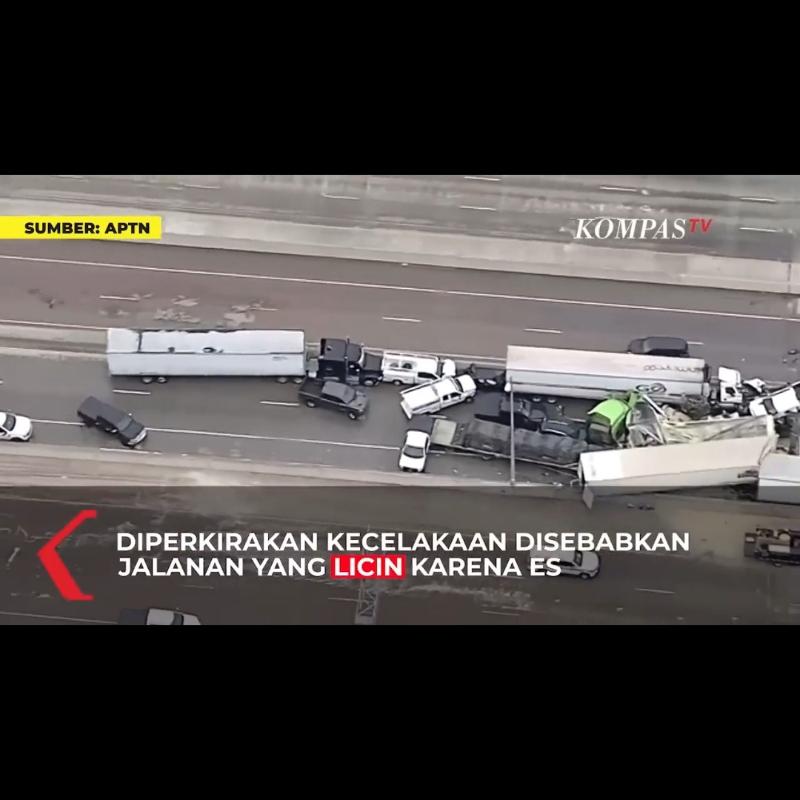 SUMBER: APTN
KOMPAS TV
DIPERKIRAKAN KECELAKAAN DISEBABKAN
JALANAN YANG LICIN KARENA ES